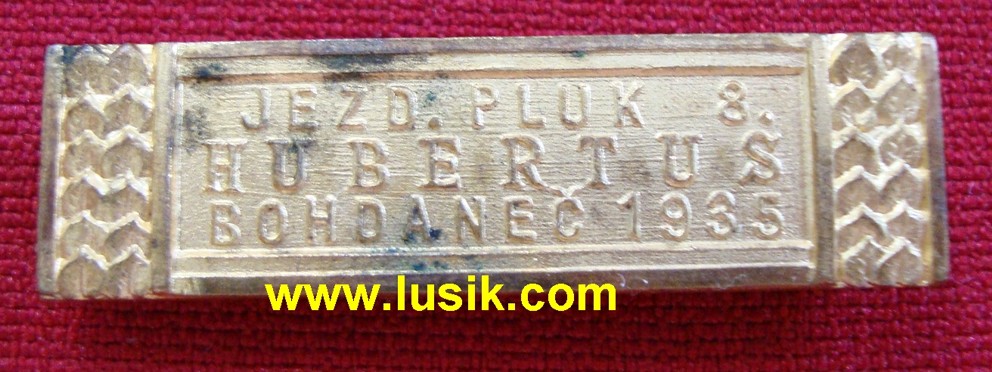 JEZD. PLUK 8.
HUBERTUS
BOHDANEČ 1935
www.lusik.com